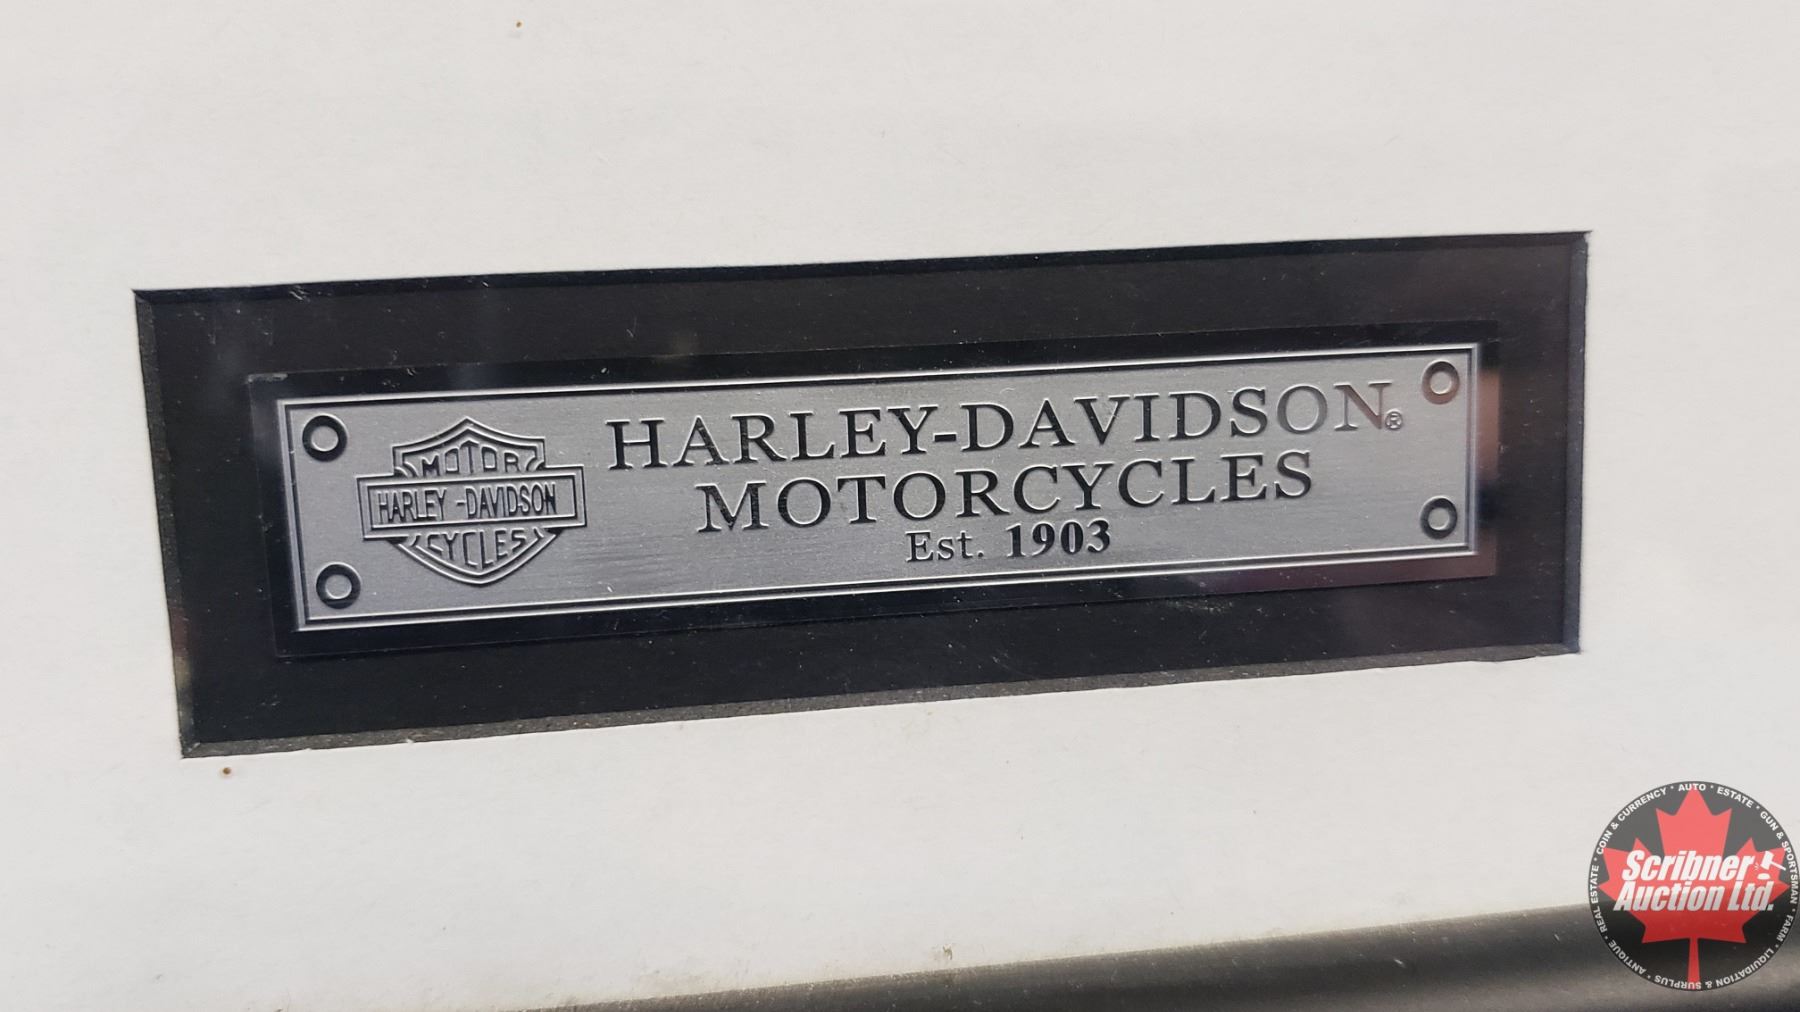 MOTOR
HARLEY-DAVIDSON
CYCLES
HARLEY-DAVIDSON®
MOTORCYCLES
Est. 1903
Scribner
Auction Ltd.
REAL ESTATE • COIN & CURRENCY • AUTO • ESTATE • GUN & SPORTSMAN • FARM • LIQUIDATION & SURPLUS • ANTIQUE •